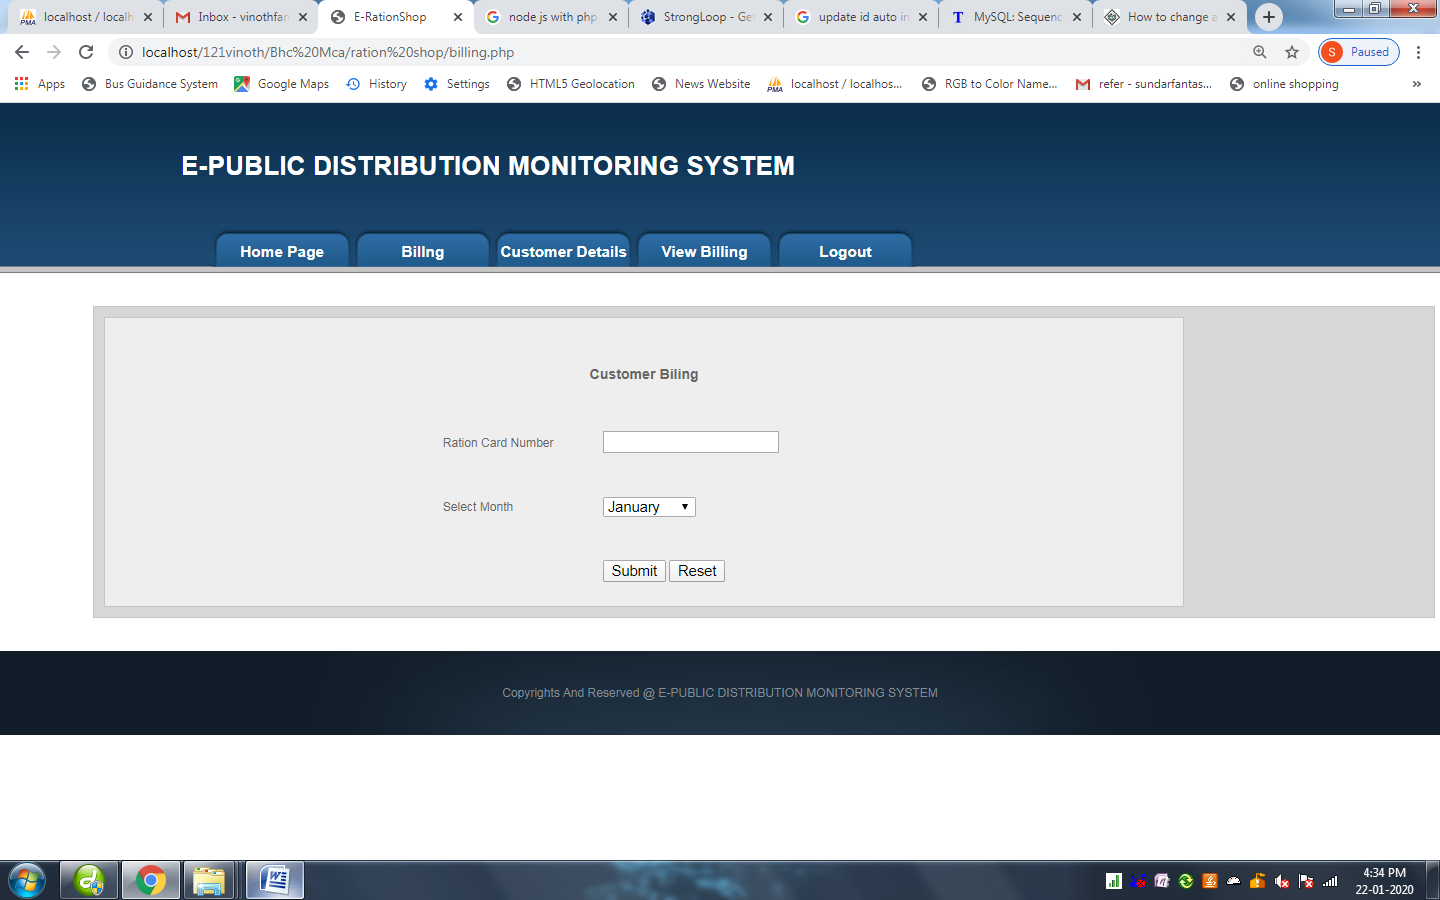 localhost / localh
Inbox - vinothfan
E-RationShop
node js with php
StrongLoop - Get
update id auto in
MySQL: Sequenc
How to change a
localhost/121vinoth/Bhc%20Mca/ration%20shop/billing.php
S Paused
Apps
Bus Guidance System
Google Maps
History
Settings
HTML5 Geolocation
News Website
localhost / localhos...
RGB to Color Name...
refer - sundarfantas...
online shopping
»
E-PUBLIC DISTRIBUTION MONITORING SYSTEM
Home Page
Billng
Customer Details
View Billing
Logout
Customer Biling
Ration Card Number
Select Month
January
Submit
Reset
Copyrights And Reserved @ E-PUBLIC DISTRIBUTION MONITORING SYSTEM
4:34 PM
22-01-2020